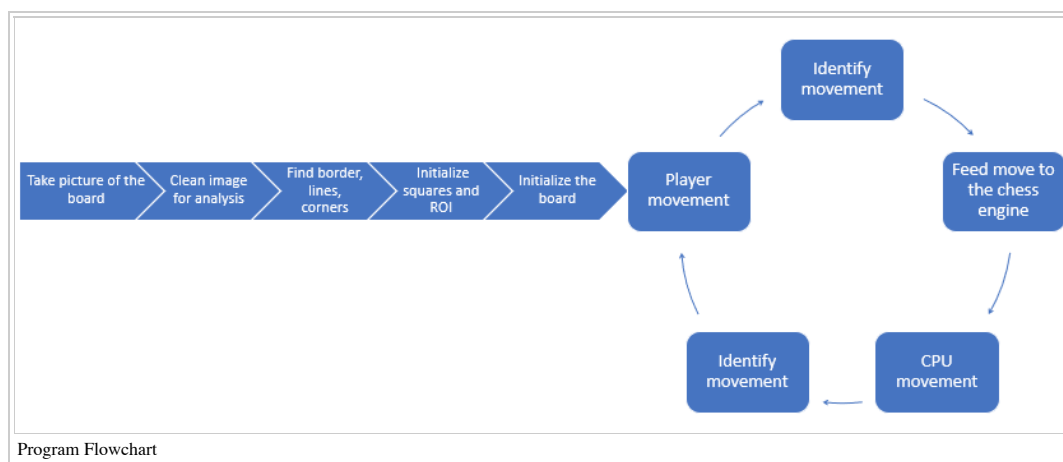 Take picture of the
board
Clean image
for analysis
Find border,
lines,
corners
Initialize
squares and
ROI
Initialize the
board
Player
movement
Identify
movement
Feed move to
the chess
engine
CPU
movement
Identify
movement
Program Flowchart